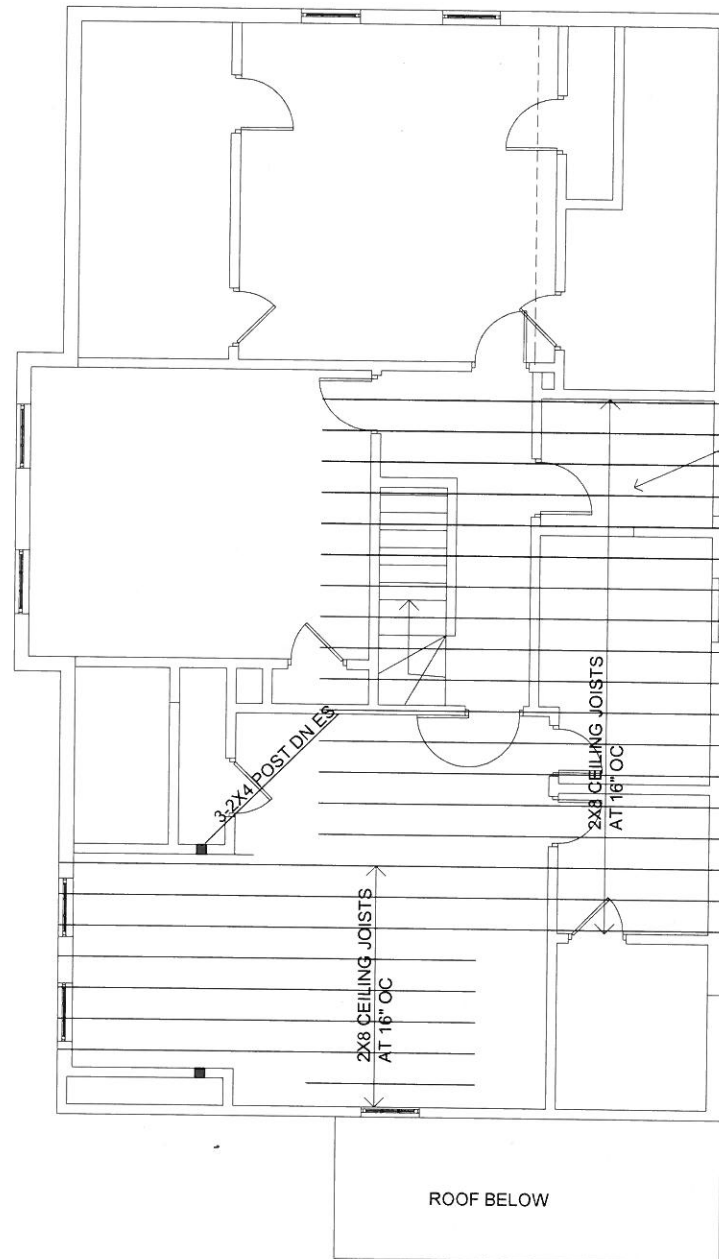 2X8 CEILING JOISTS
AT 16" OC
3-2X4 POST DN ES
2X8 CEILING JOISTS
AT 16" OC
ROOF BELOW